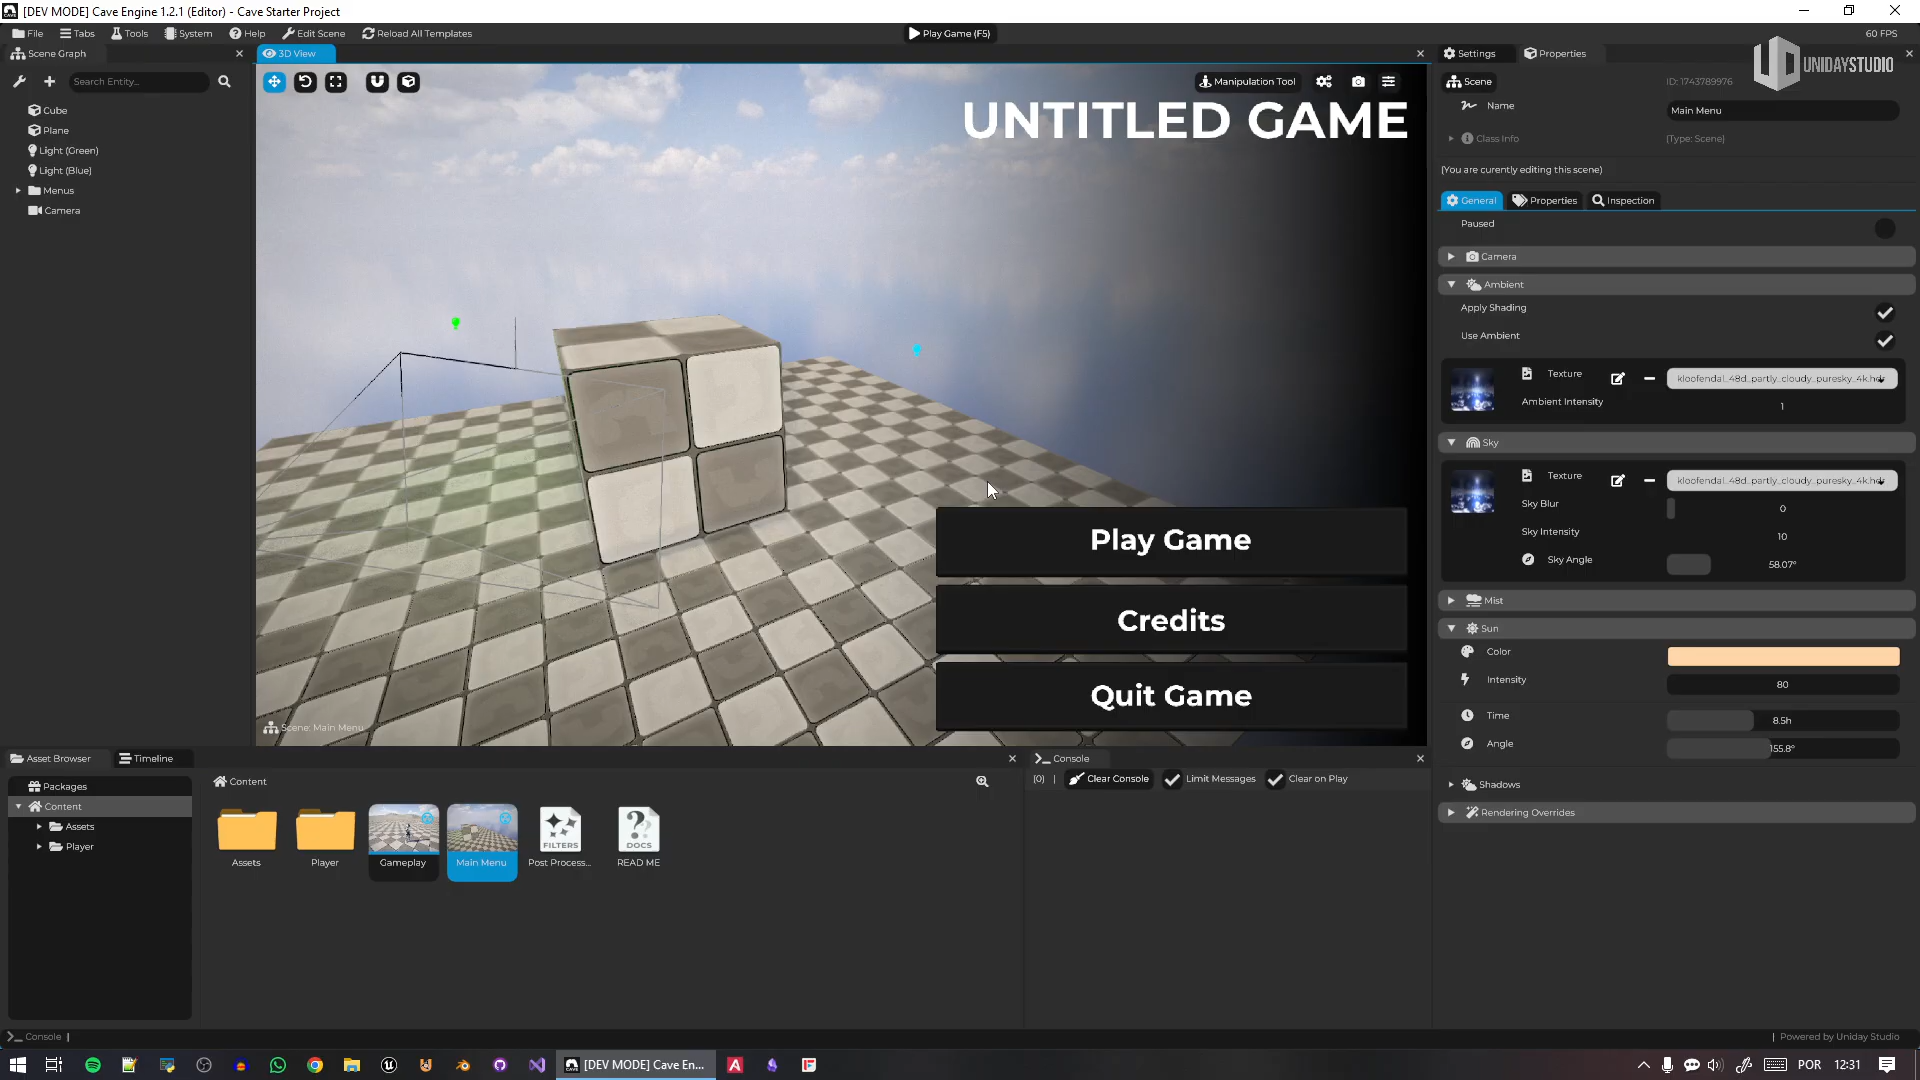 [DEV MODE] Cave Engine 1.2.1 (Editor) - Cave Starter Project
File Tabs Tools System Help Edit Scene Reload All Templates
Play Game (F5)
60 FPS
Scene Graph
3D View
Settings Properties
UNIDAYSTUDIO
Search Entity...
Manipulation Tool
Scene
ID: 1743789976
Name
Main Menu
Class Info
(Type: Scene)
(You are curently editing this scene)
General Properties Inspection
Paused
Camera
Ambient
Apply Shading
Use Ambient
Texture
kloofendal_48d_partly_cloudy_puresky_4k.hdr
Ambient Intensity
1
Sky
Texture
kloofendal_48d_partly_cloudy_puresky_4k.hdr
Sky Blur
0
Sky Intensity
10
Sky Angle
58.07°
Mist
Sun
Color
Intensity
80
Time
8.5h
Angle
155.8°
Shadows
Rendering Overrides
Cube
Plane
Light (Green)
Light (Blue)
Menus
Camera
UNTITLED GAME
Play Game
Credits
Quit Game
Scene: Main Menu
Asset Browser
Timeline
Console
Packages
Content
Assets
Player
Content
Assets
Player
Gameplay
Main Menu
FILTERS
Post Process...
DOCS
READ ME
(0) | Clear Console Limit Messages Clear on Play
Console |
| Powered by Uniday Studio
[DEV MODE] Cave En...
POR 12:31